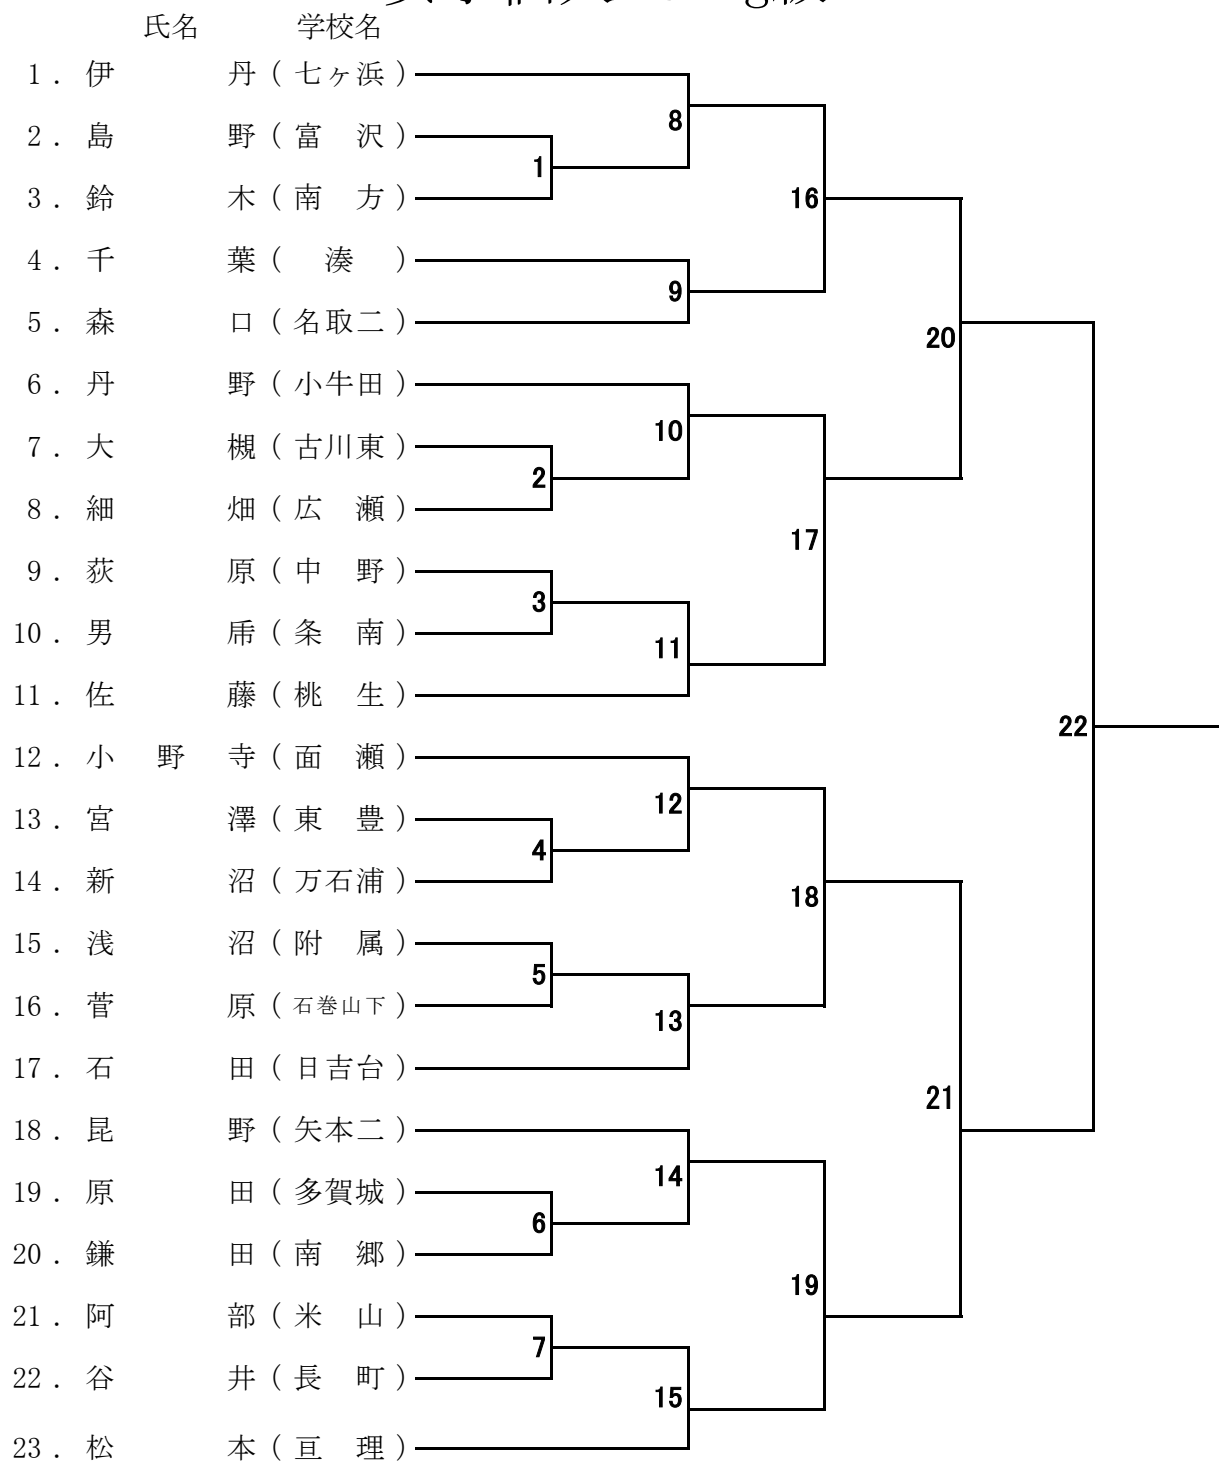 氏名 学校名
1. 伊丹(七ヶ浜)
2. 島野(富沢)
1
8
3. 鈴木(南方)
16
4. 千葉(湊)
9
5. 森口(名取二)
20
6. 丹野(小牛田)
10
7. 大槻(古川東)
2
8. 細畑(広瀬)
17
9. 荻原(中野)
3
10. 男乕(条南)
11
11. 佐藤(桃生)
22
12. 小野寺(面瀬)
12
13. 宮澤(東豊)
4
14. 新沼(万石浦)
18
15. 浅沼(附属)
5
16. 菅原(石巻山下)
13
17. 石田(日吉台)
21
18. 昆野(矢本二)
14
19. 原田(多賀城)
6
20. 鎌田(南郷)
19
21. 阿部(米山)
7
22. 谷井(長町)
15
23. 松本(亘理)